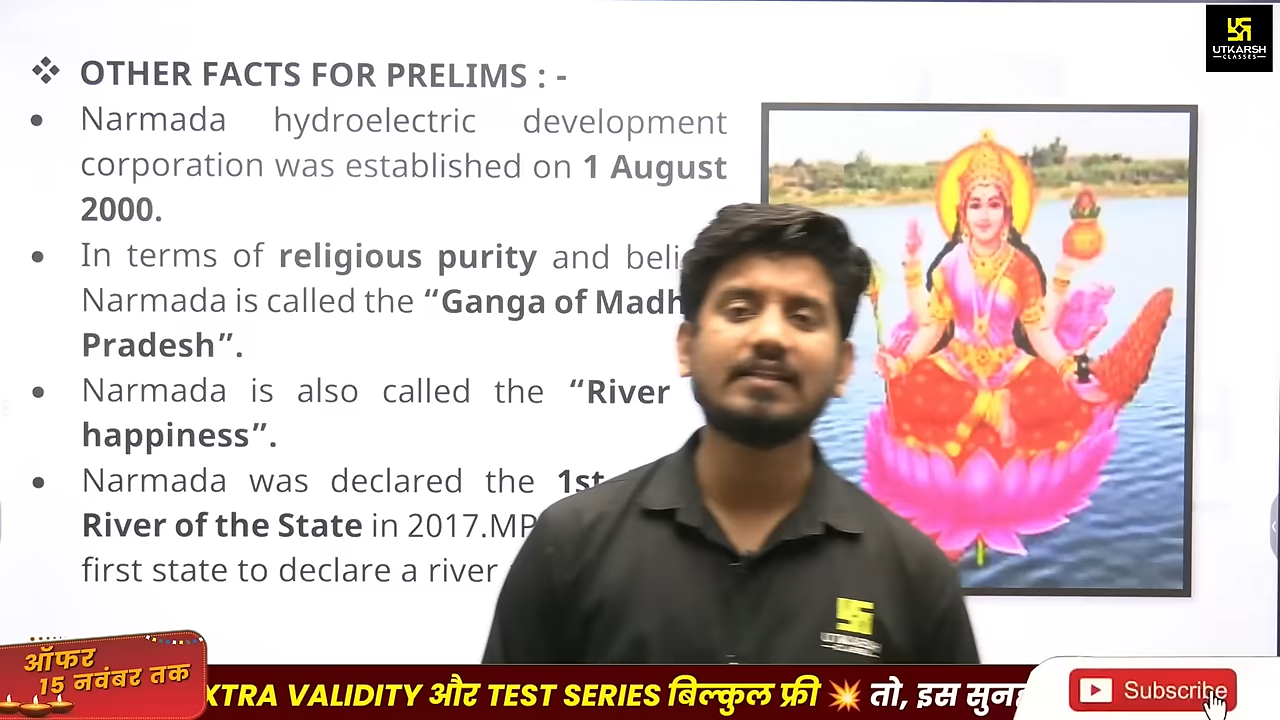 ❖ OTHER FACTS FOR PRELIMS : -
• Narmada hydroelectric development
corporation was established on 1 August
2000.
• In terms of religious purity and
Narmada is called the “Ganga of
Pradesh”.
• Narmada is also called the “River
happiness”.
• Narmada was declared the 1st
River of the State in 2017.MP
first state to declare a river
UTKARSH
CLASSES
UTKARSH
CLASSES
ऑफर
15 नवंबर तक
XTRA VALIDITY और TEST SERIES बिल्कुल फ्री 💥 तो, इस
Subscribe